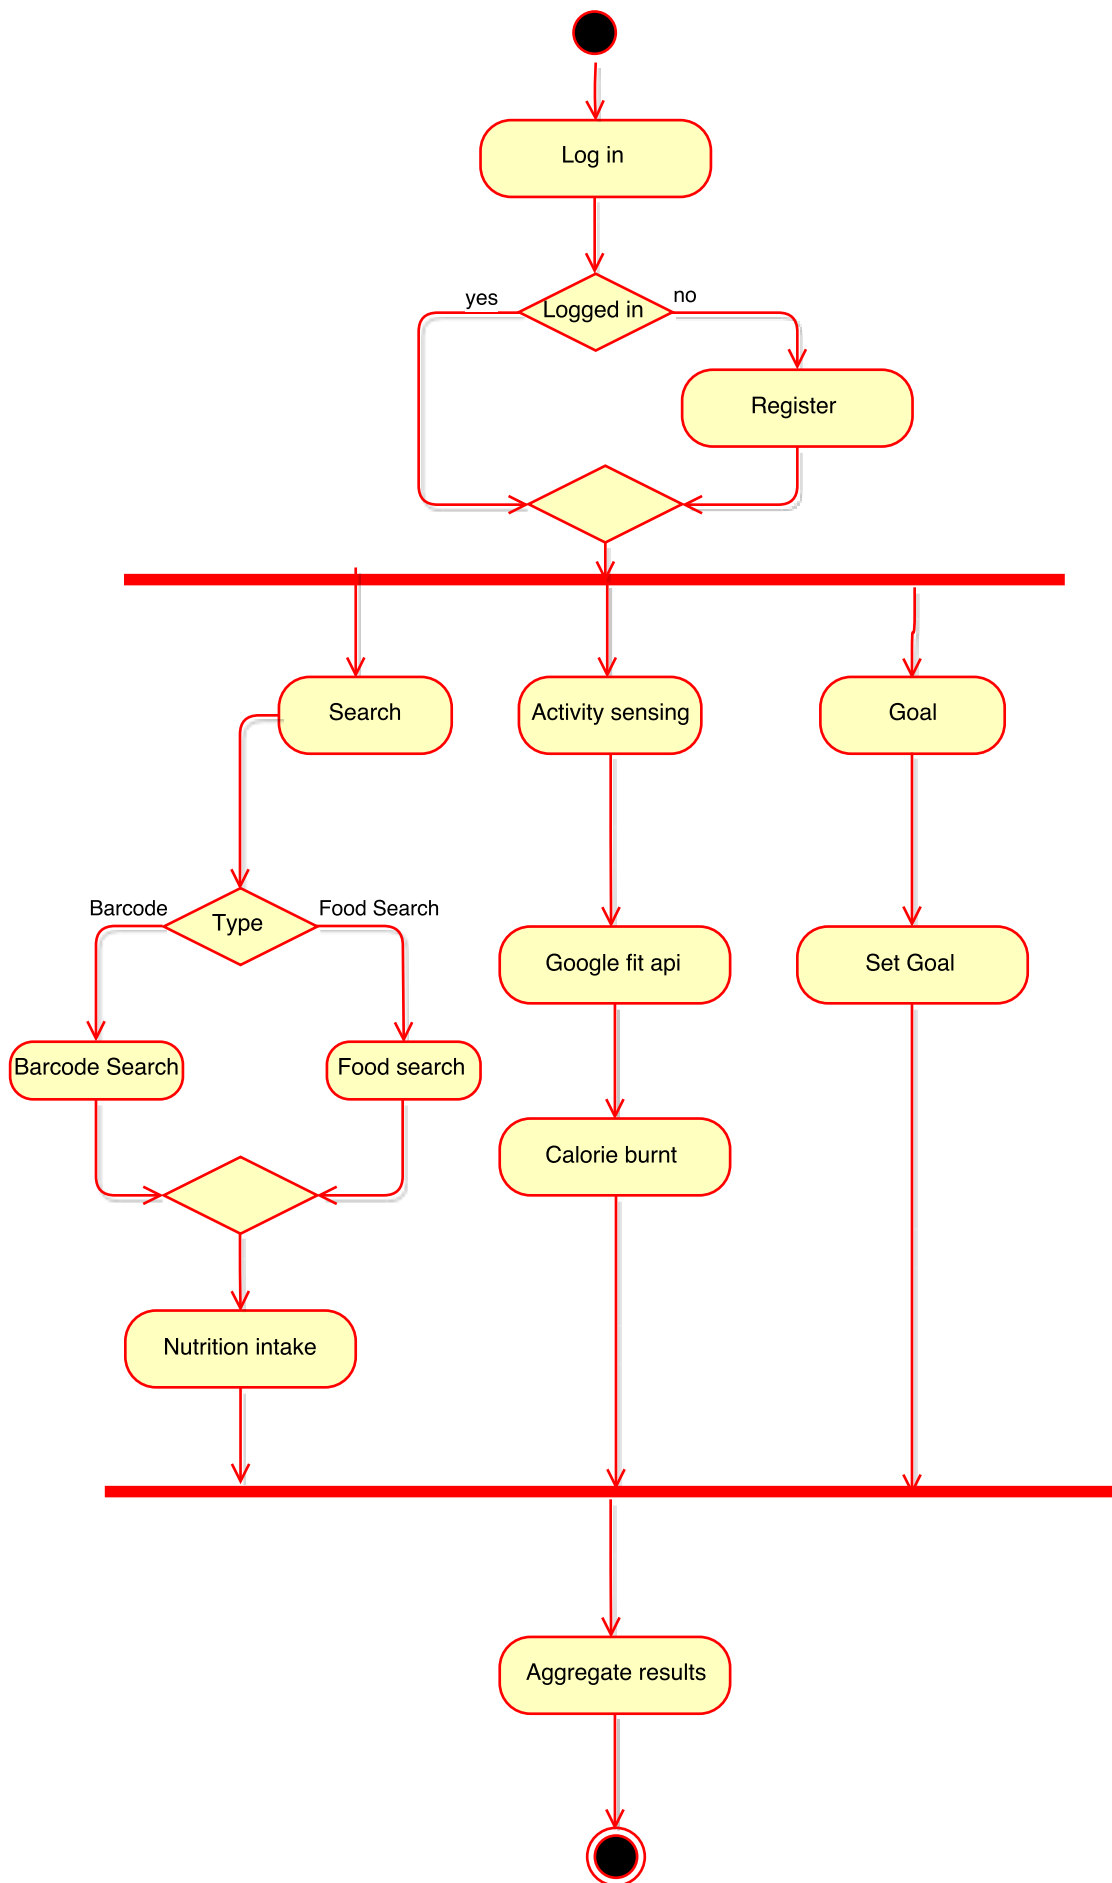 Log in
yes
Logged in
no
Register
Search
Activity sensing
Goal
Barcode
Type
Food Search
Google fit api
Set Goal
Barcode Search
Food search
Calorie burnt
Nutrition intake
Aggregate results